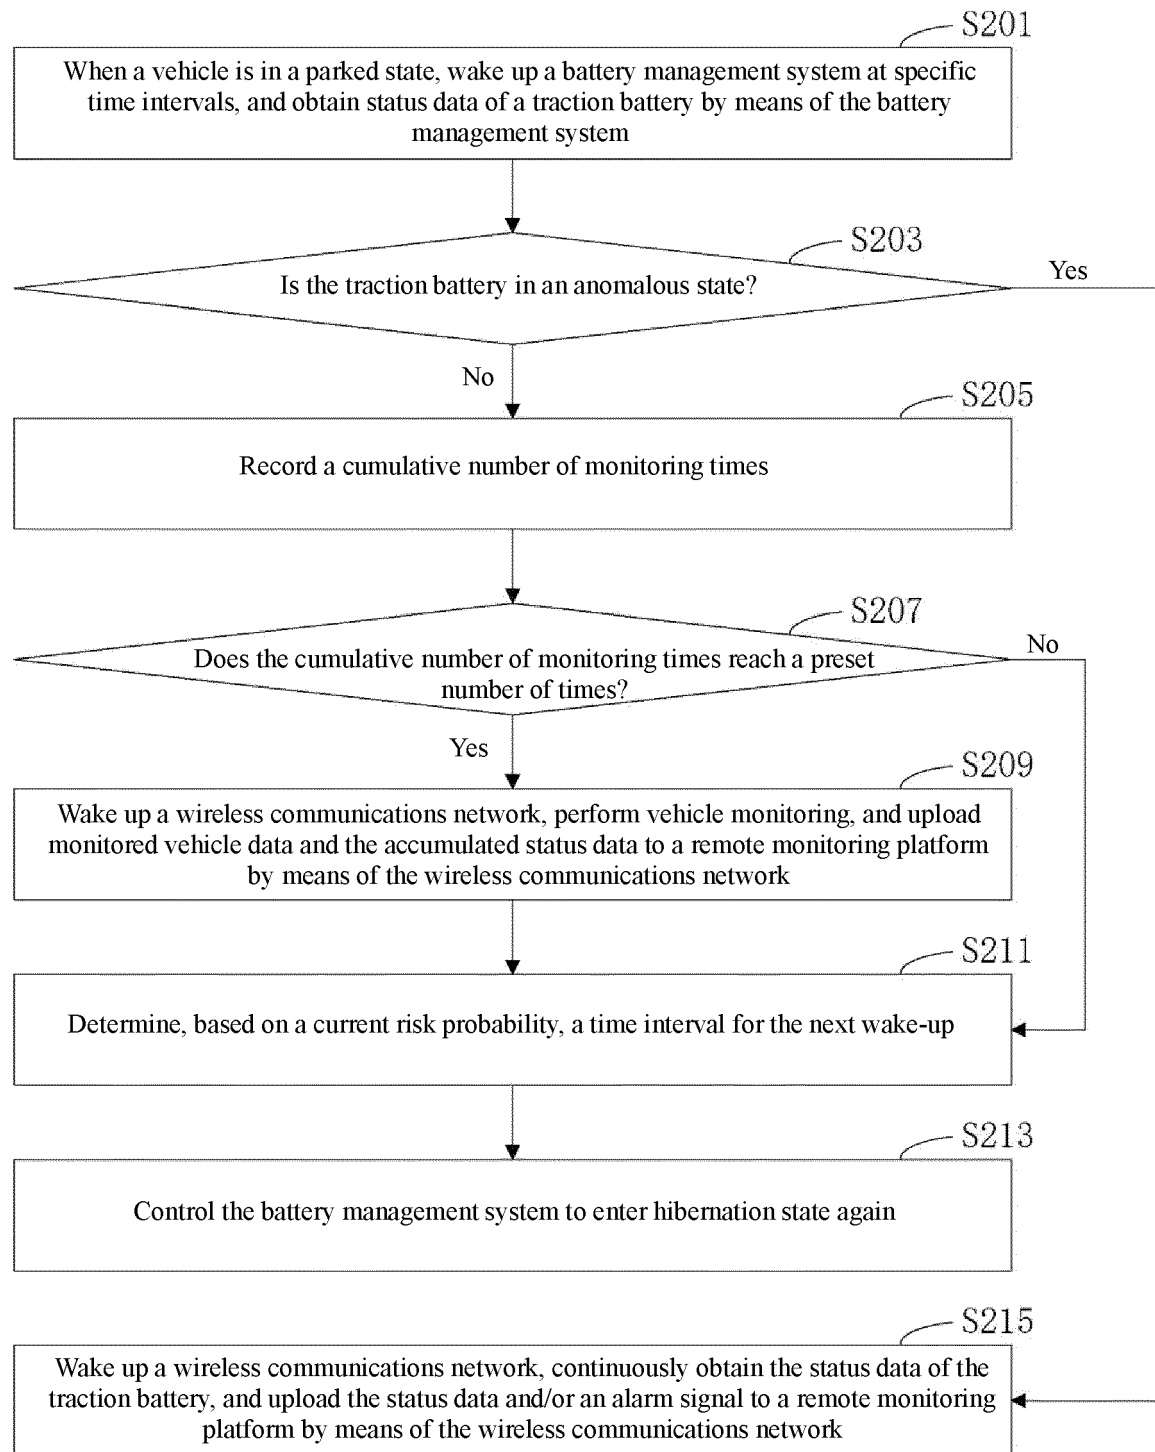 S201
When a vehicle is in a parked state, wake up a battery management system at specific
time intervals, and obtain status data of a traction battery by means of the battery
management system
S203
Is the traction battery in an anomalous state?
Yes
No
S205
Record a cumulative number of monitoring times
S207
Does the cumulative number of monitoring times reach a preset
number of times?
No
Yes
S209
Wake up a wireless communications network, perform vehicle monitoring, and upload
monitored vehicle data and the accumulated status data to a remote monitoring platform
by means of the wireless communications network
S211
Determine, based on a current risk probability, a time interval for the next wake-up
S213
Control the battery management system to enter hibernation state again
S215
Wake up a wireless communications network, continuously obtain the status data of the
traction battery, and upload the status data and/or an alarm signal to a remote monitoring
platform by means of the wireless communications network